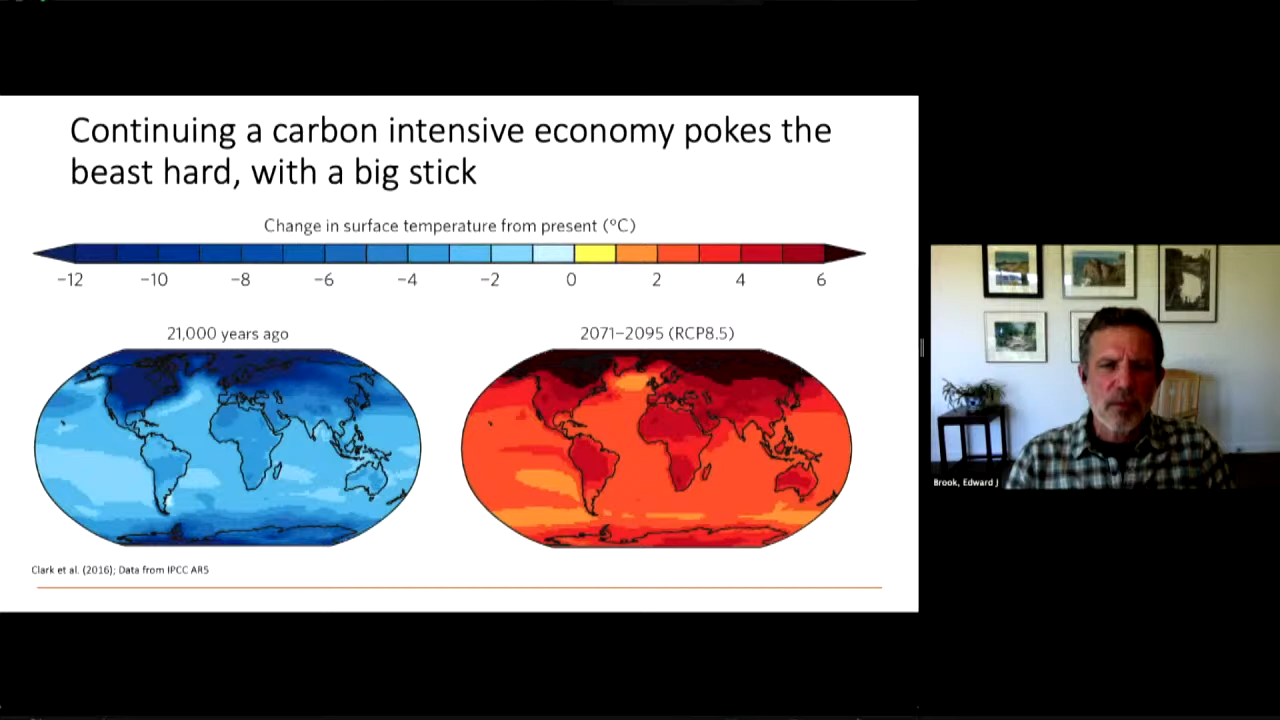 Continuing a carbon intensive economy pokes the
beast hard, with a big stick
Change in surface temperature from present (°C)
−12 −10 −8 −6 −4 −2 0 2 4 6
21,000 years ago
2071–2095 (RCP8.5)
Clark et al. (2016); Data from IPCC AR5
Brook, Edward J